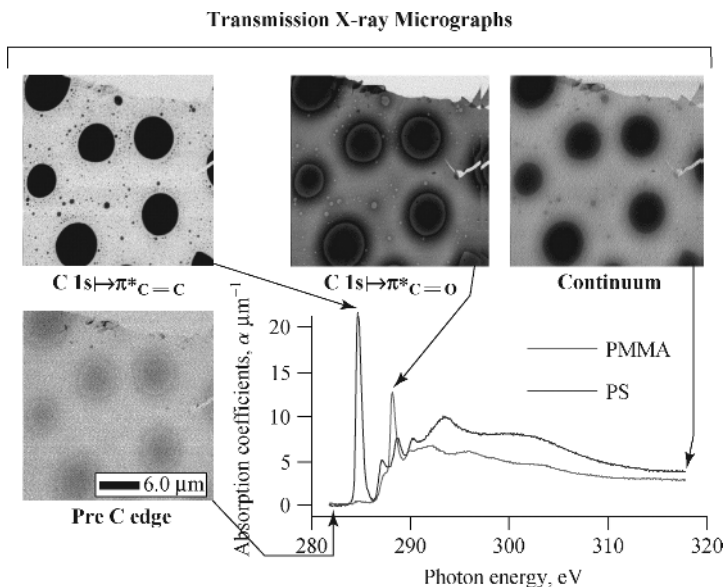 Transmission X-ray Micrographs
C 1s↦π*C=C
C 1s↦π*C=O
Continuum
6.0 μm
Pre C edge
Absorption coefficients, α μm⁻¹
20
15
10
5
0
PMMA
PS
280
290
300
310
320
Photon energy, eV